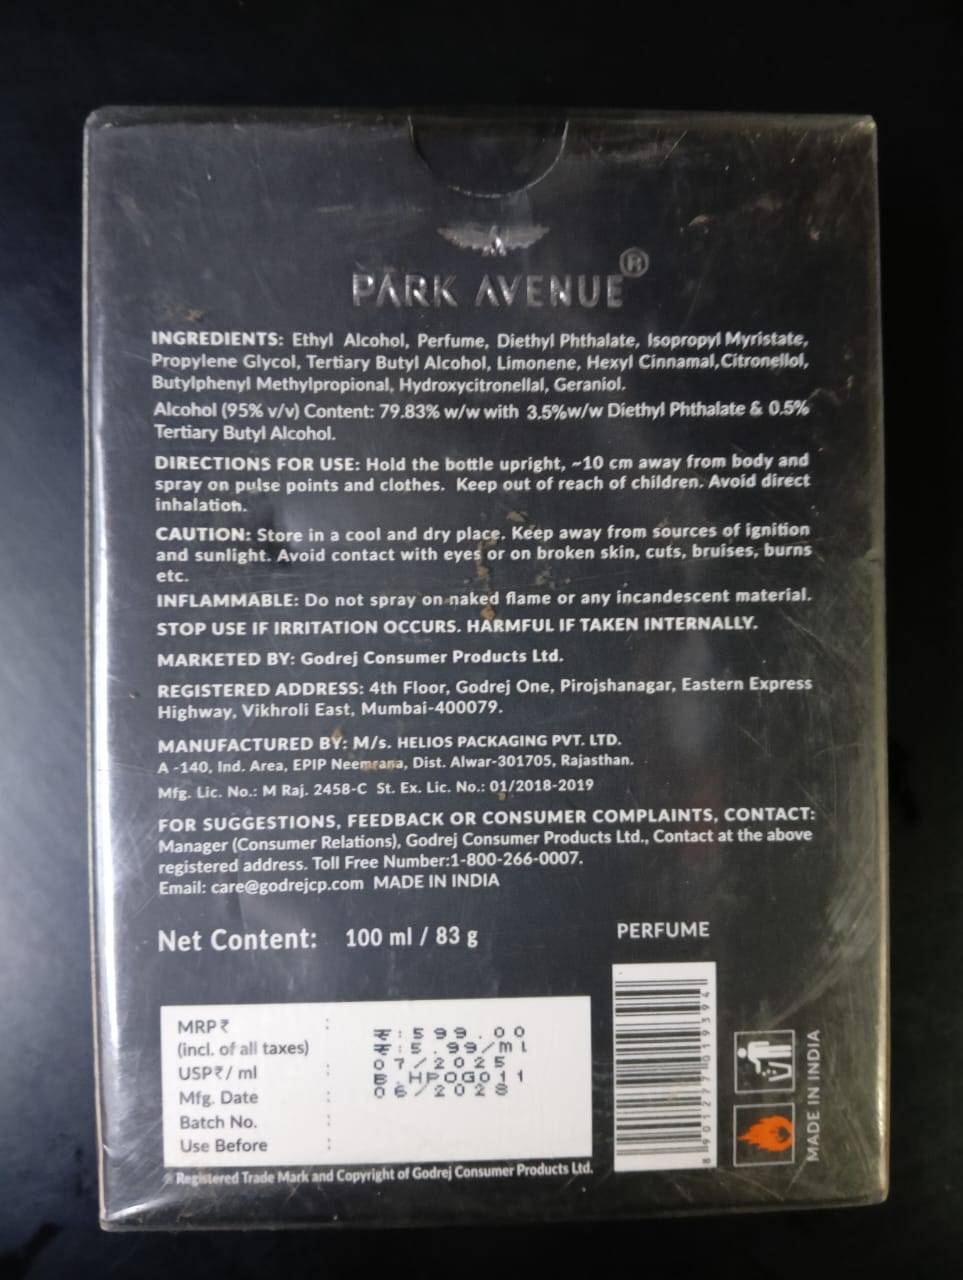 PARK AVENUE®
INGREDIENTS: Ethyl Alcohol, Perfume, Diethyl Phthalate, Isopropyl Myristate,
Propylene Glycol, Tertiary Butyl Alcohol, Limonene, Hexyl Cinnamal, Citronellol,
Butylphenyl Methylpropional, Hydroxycitronellal, Geraniol.
Alcohol (95% v/v) Content: 79.83% w/w with 3.5%w/w Diethyl Phthalate & 0.5%
Tertiary Butyl Alcohol.
DIRECTIONS FOR USE: Hold the bottle upright, ~10 cm away from body and
spray on pulse points and clothes. Keep out of reach of children. Avoid direct
inhalation.
CAUTION: Store in a cool and dry place. Keep away from sources of ignition
and sunlight. Avoid contact with eyes or on broken skin, cuts, bruises, burns
etc.
INFLAMMABLE: Do not spray on naked flame or any incandescent material.
STOP USE IF IRRITATION OCCURS. HARMFUL IF TAKEN INTERNALLY.
MARKETED BY: Godrej Consumer Products Ltd.
REGISTERED ADDRESS: 4th Floor, Godrej One, Pirojshanagar, Eastern Express
Highway, Vikhroli East, Mumbai-400079.
MANUFACTURED BY: M/s. HELIOS PACKAGING PVT. LTD.
A -140, Ind. Area, EPIP Neemrana, Dist. Alwar-301705, Rajasthan.
Mfg. Lic. No.: M Raj. 2458-C St. Ex. Lic. No.: 01/2018-2019
FOR SUGGESTIONS, FEEDBACK OR CONSUMER COMPLAINTS, CONTACT:
Manager (Consumer Relations), Godrej Consumer Products Ltd., Contact at the above
registered address. Toll Free Number:1-800-266-0007.
Email: care@godrejcp.com MADE IN INDIA
Net Content: 100 ml / 83 g
PERFUME
MRP₹ :
(incl. of all taxes)
USP₹/ ml :
Mfg. Date :
Batch No. :
Use Before :
₹:599.00
₹:5.99/ml
07/2025
B.HPOG011
06/2028
8901277019394
MADE IN INDIA
® Registered Trade Mark and Copyright of Godrej Consumer Products Ltd.